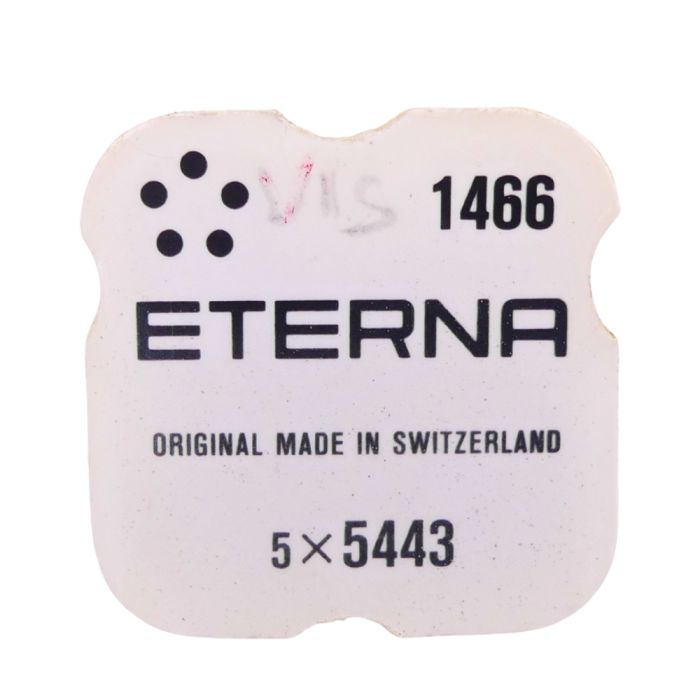 VIS 1466
ETERNA
ORIGINAL MADE IN SWITZERLAND
5 × 5443